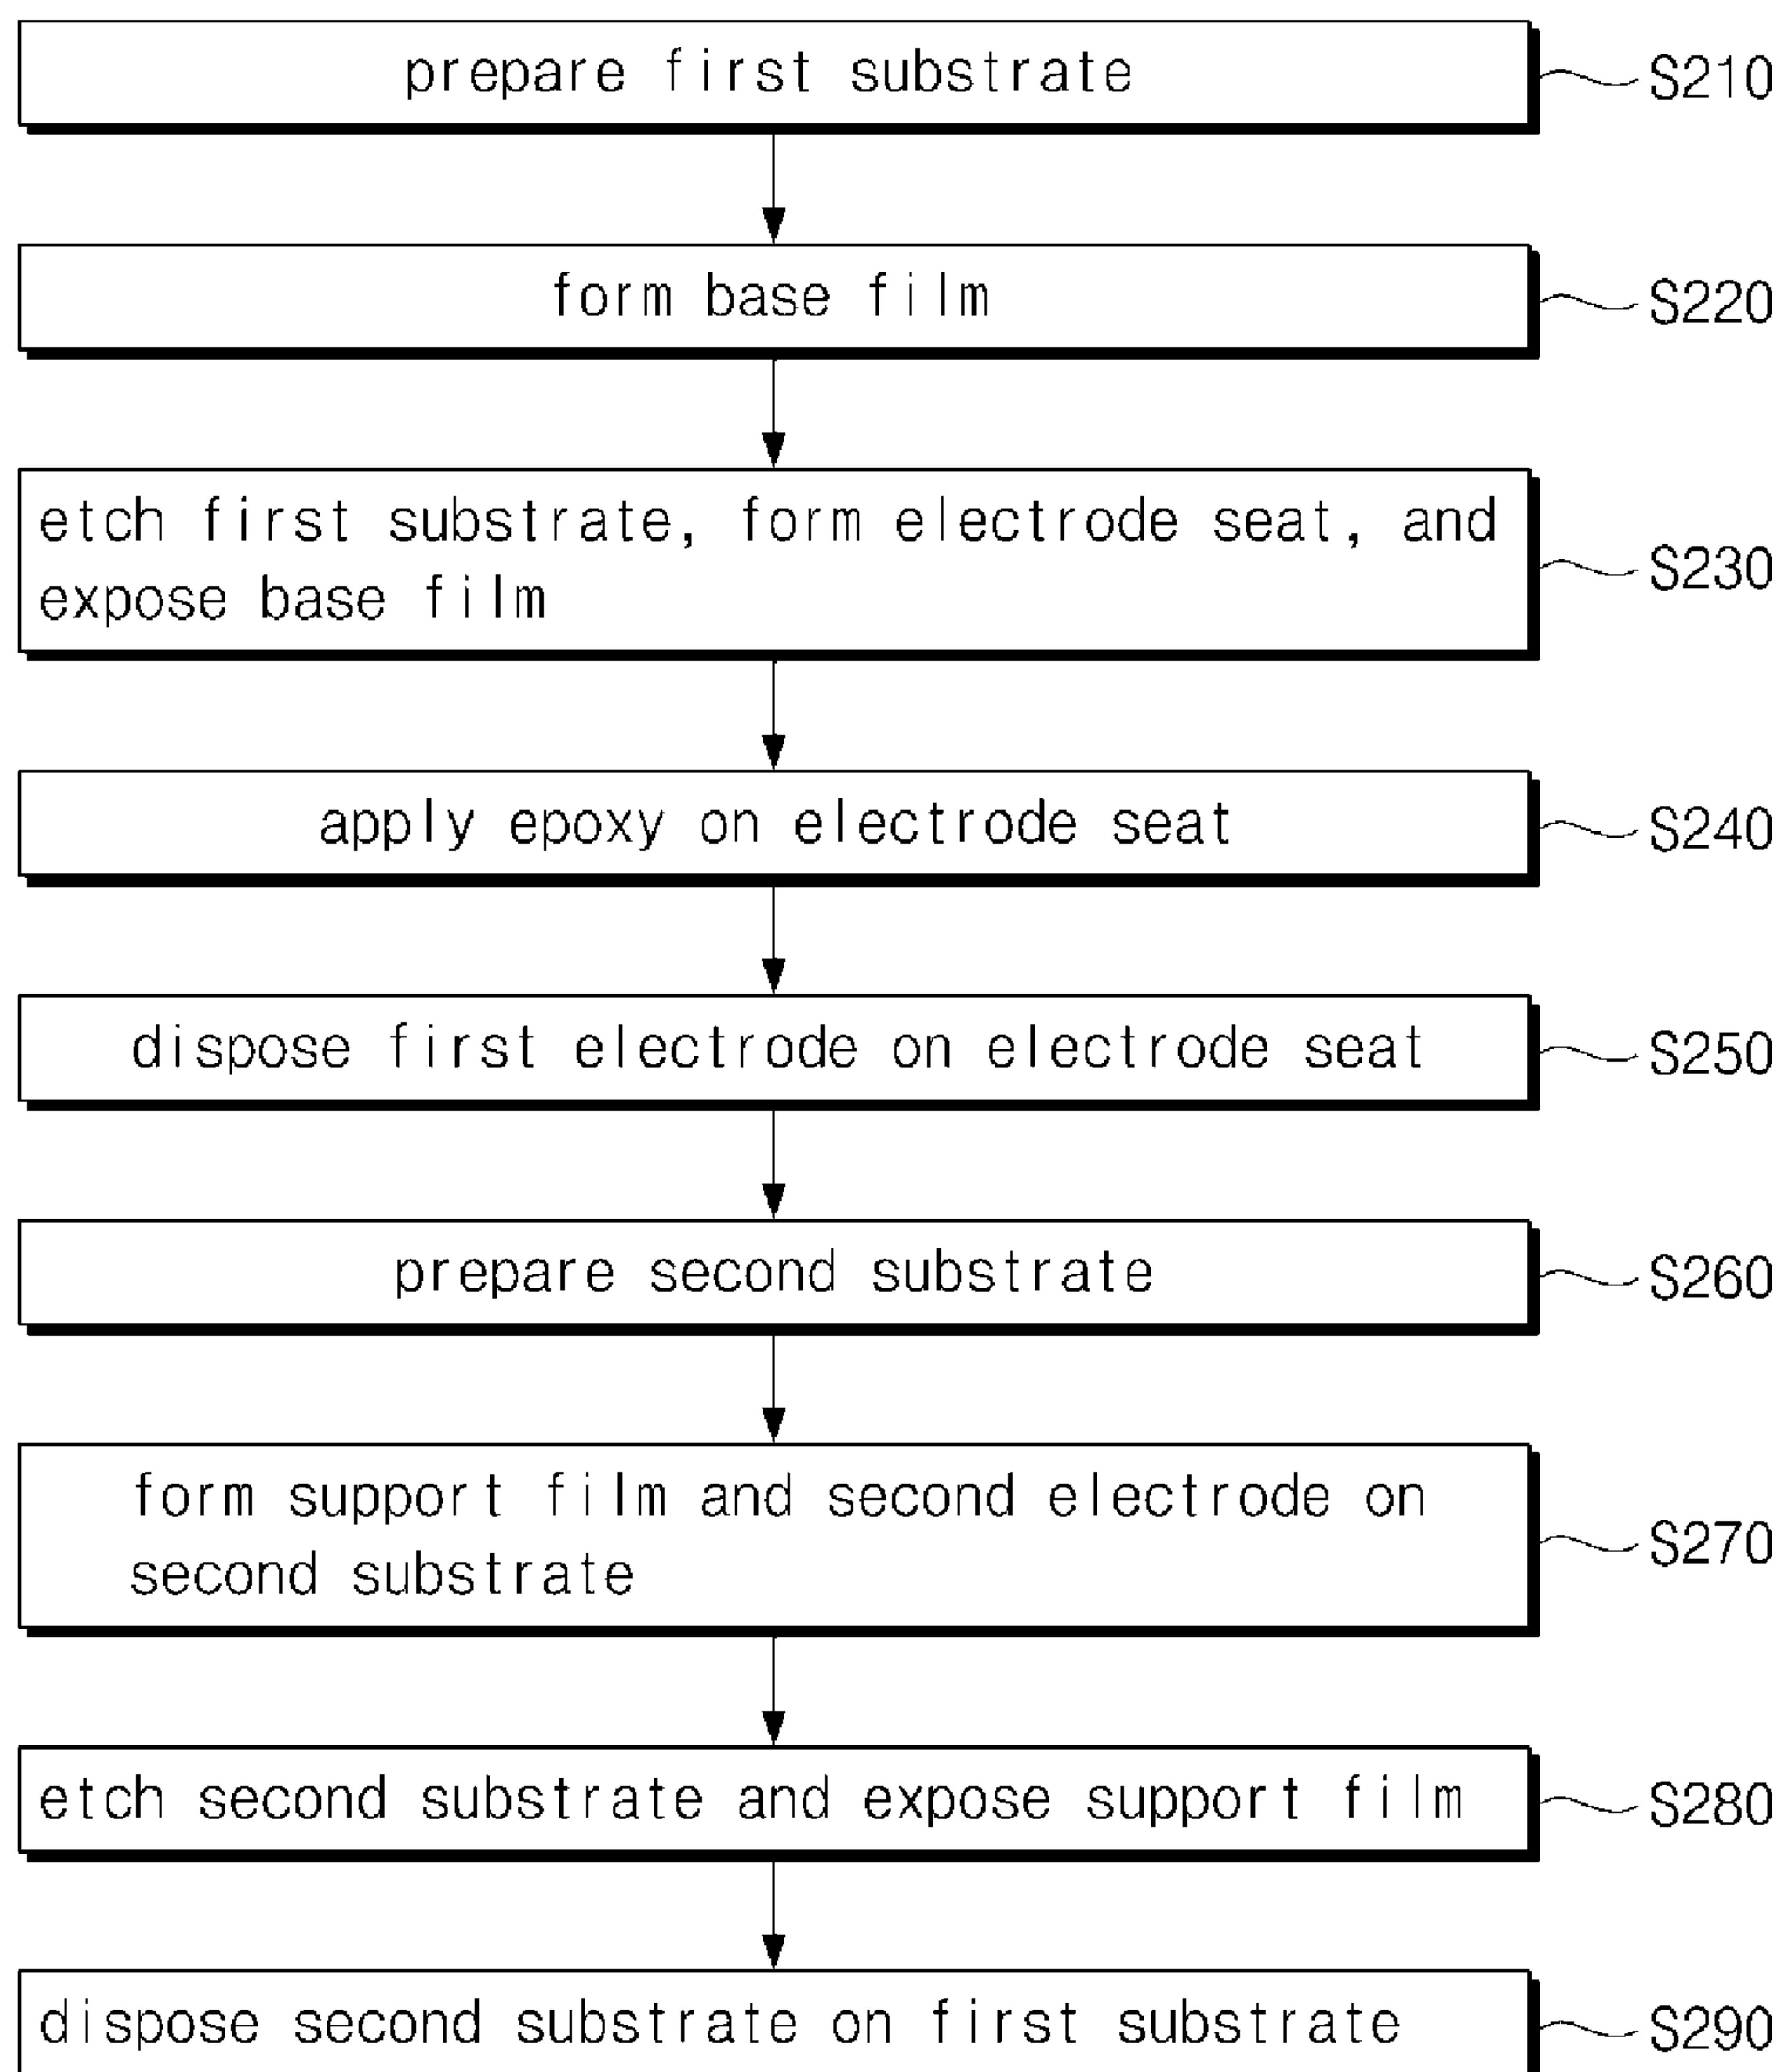 prepare first substrate
S210
form base film
S220
etch first substrate, form electrode seat, and
expose base film
S230
apply epoxy on electrode seat
S240
dispose first electrode on electrode seat
S250
prepare second substrate
S260
form support film and second electrode on
second substrate
S270
etch second substrate and expose support film
S280
dispose second substrate on first substrate
S290